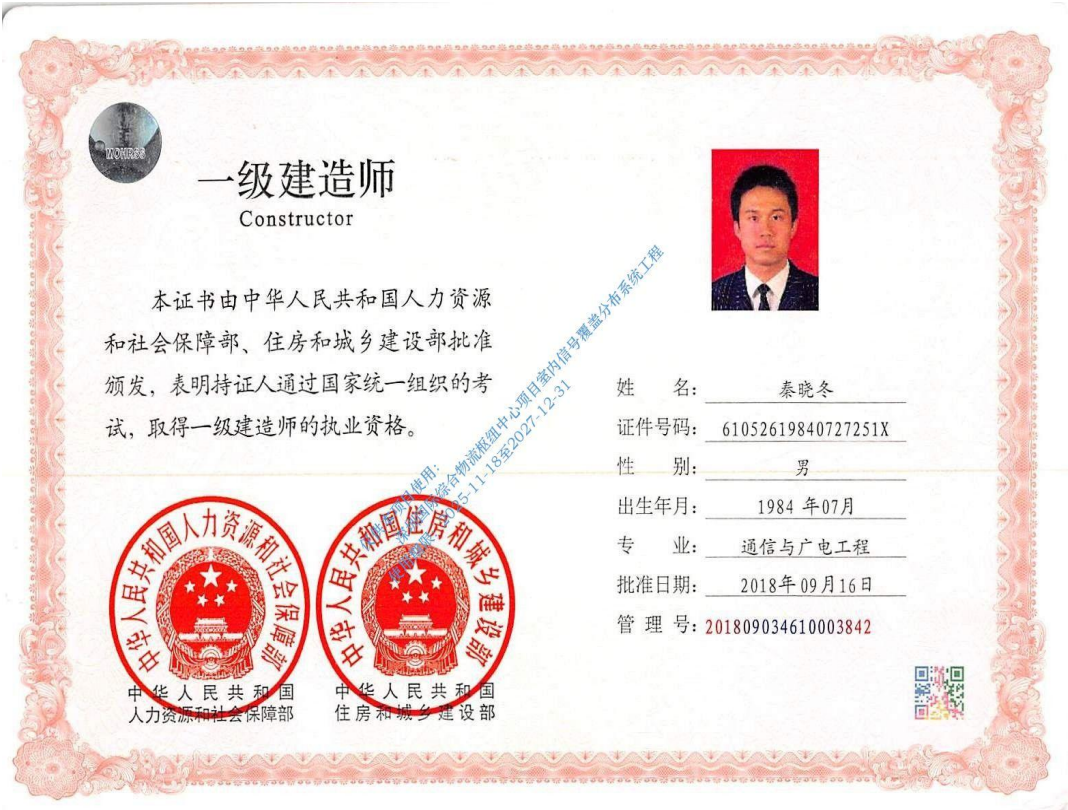 MOHRSS
一级建造师
Constructor
本证书由中华人民共和国人力资源
和社会保障部、住房和城乡建设部批准
颁发，表明持证人通过国家统一组织的考
试，取得一级建造师的执业资格。
姓 名：秦晓冬
证件号码：61052619840727251X
性 别：男
出生年月：1984 年07月
专 业：通信与广电工程
批准日期：2018年09月16日
管 理 号：201809034610003842
中华人民共和国人力资源和社会保障部
中华人民共和国住房和城乡建设部
中华人民共和国
人力资源和社会保障部
中华人民共和国
住房和城乡建设部
使用：
综合物流枢纽中心项目室内信号覆盖分布系统工程
2025-11-18至2027-12-31